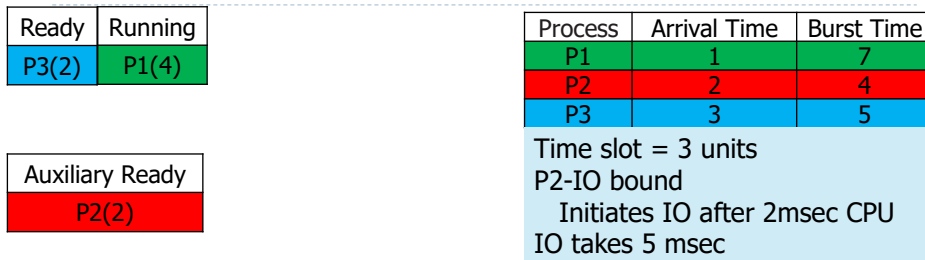 Ready Running
P3(2) P1(4)
Auxiliary Ready
P2(2)
Process Arrival Time Burst Time
P1 1 7
P2 2 4
P3 3 5
Time slot = 3 units
P2-IO bound
Initiates IO after 2msec CPU
IO takes 5 msec